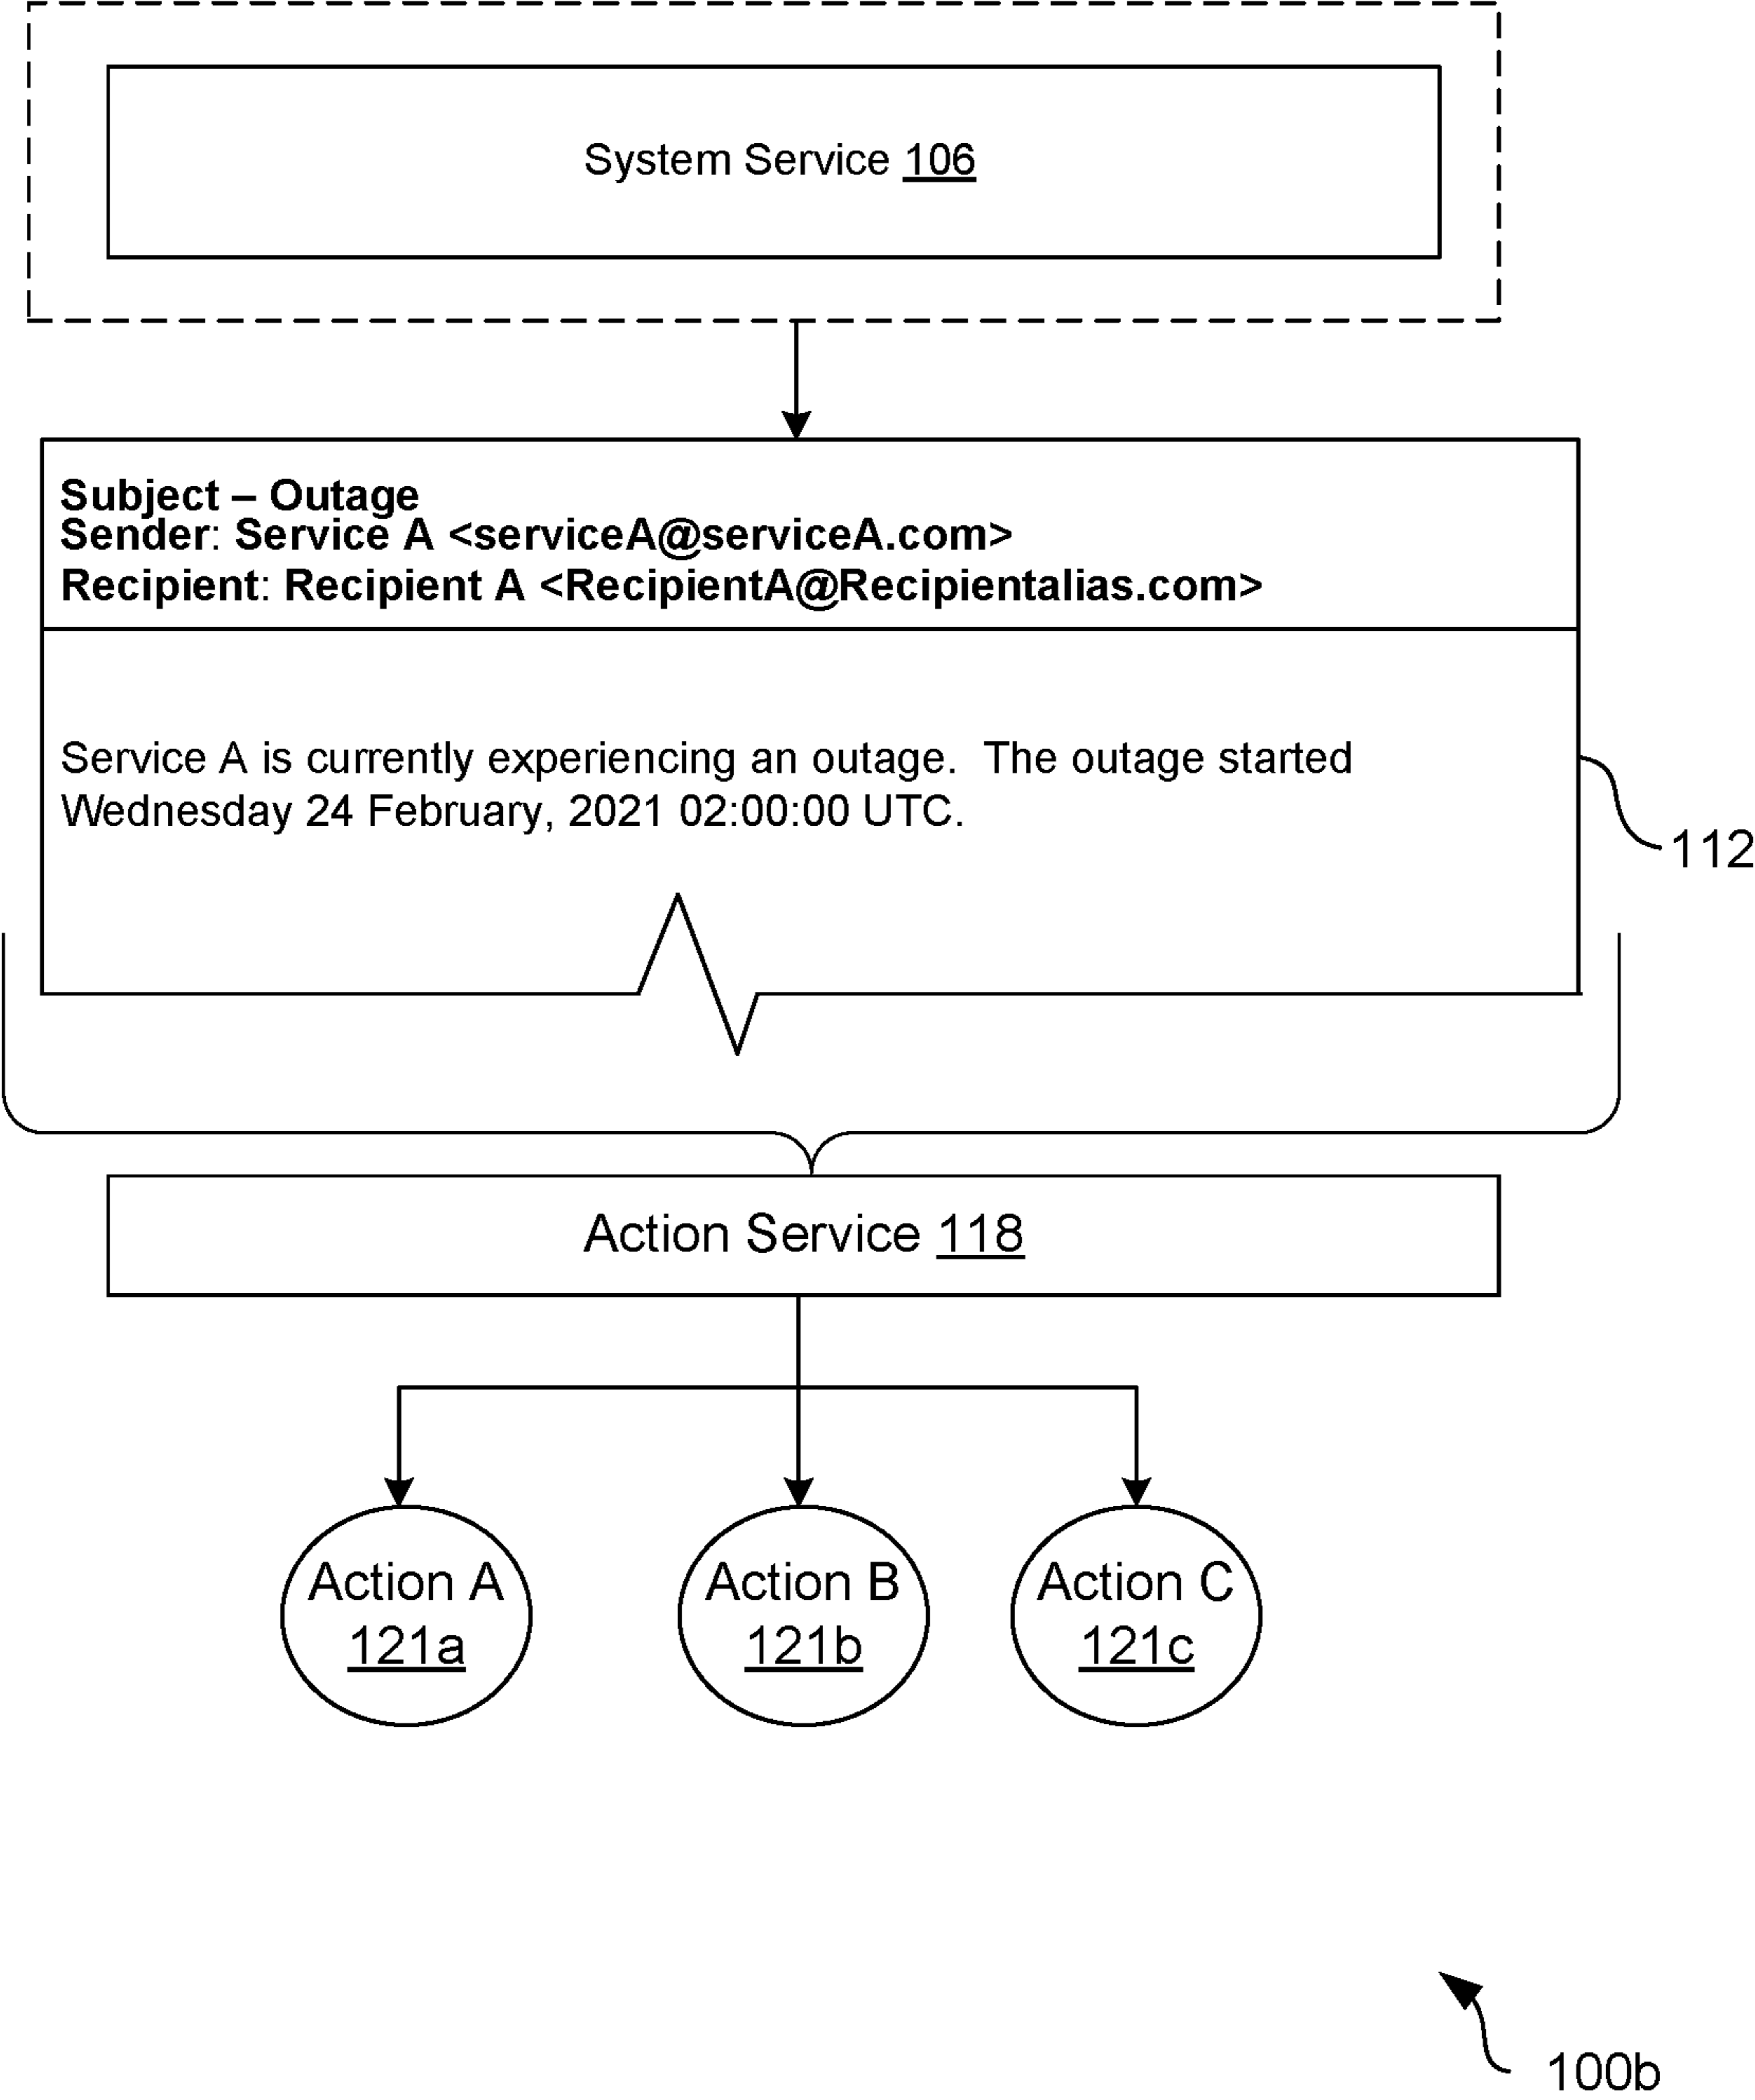 System Service 106
Subject – Outage
Sender: Service A <serviceA@serviceA.com>
Recipient: Recipient A <RecipientA@Recipientalias.com>
Service A is currently experiencing an outage.  The outage started
Wednesday 24 February, 2021 02:00:00 UTC.
112
Action Service 118
Action A
121a
Action B
121b
Action C
121c
100b